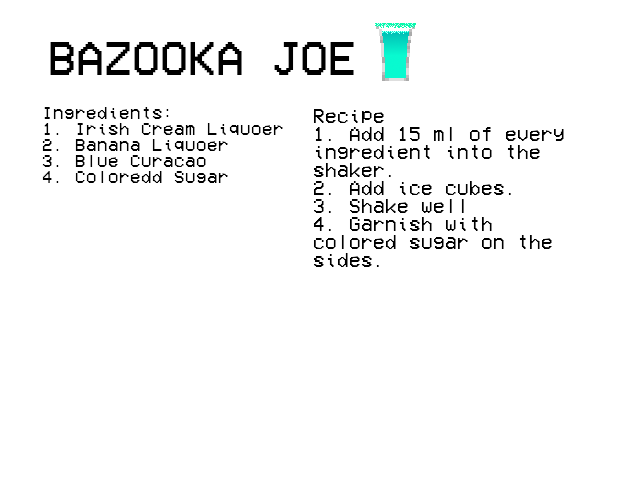 BAZOOKA JOE
Ingredients:
1. Irish Cream Liquoer
2. Banana Liquoer
3. Blue Curacao
4. Coloredd Sugar
Recipe
1. Add 15 ml of every
ingredient into the
shaker.
2. Add ice cubes.
3. Shake well
4. Garnish with
colored sugar on the
sides.